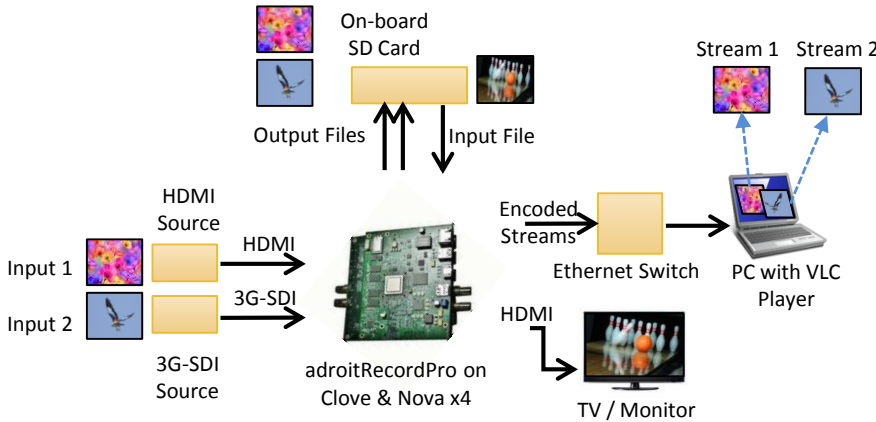 On-board
SD Card
Stream 1
Stream 2
Output Files
Input File
HDMI
Source
HDMI
Input 1
3G-SDI
Input 2
3G-SDI
Source
adroitRecordPro on
Clove & Nova x4
Encoded
Streams
Ethernet Switch
PC with VLC
Player
HDMI
TV / Monitor